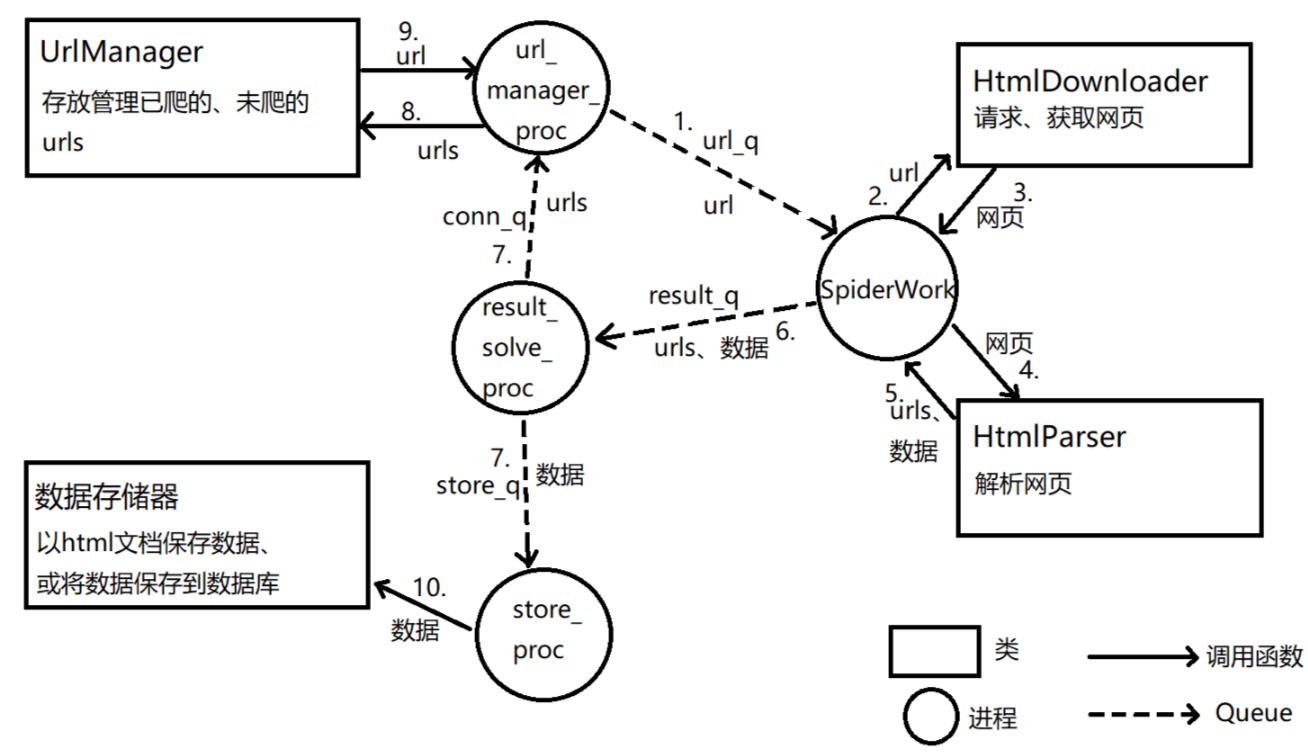 UrlManager
存放管理已爬的、未爬的
urls
9.
url
8.
urls
url_
manager_
proc
1.
url_q
url
HtmlDownloader
请求、获取网页
url
2.
3.
网页
SpiderWork
conn_q
urls
7.
result_
solve_
proc
result_q
6.
urls、数据
网页
4.
5.
urls、
数据
HtmlParser
解析网页
7.
store_q
数据
数据存储器
以html文档保存数据、
或将数据保存到数据库
10.
数据
store_
proc
类
调用函数
进程
Queue